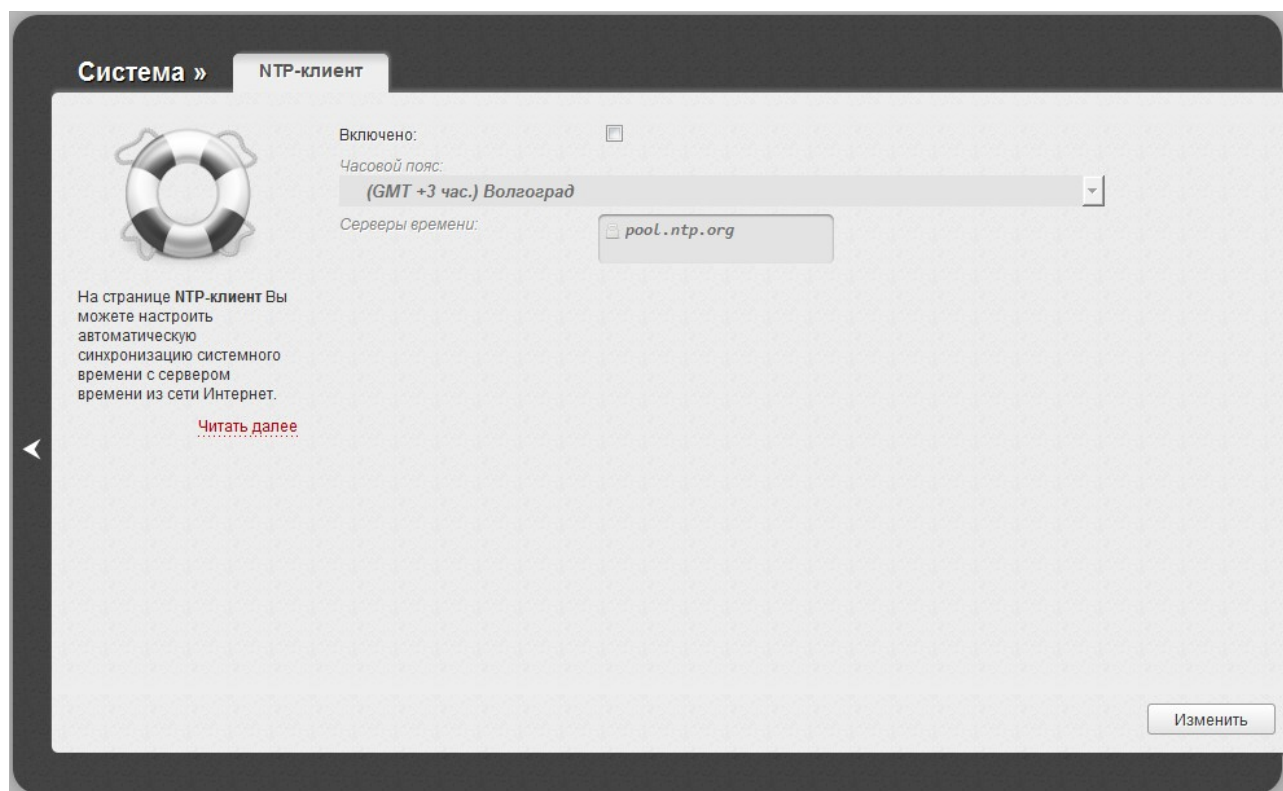 Система »
NTP-клиент
Включено:
Часовой пояс:
(GMT +3 час.) Волгоград
Серверы времени:
pool.ntp.org
На странице NTP-клиент Вы
можете настроить
автоматическую
синхронизацию системного
времени с сервером
времени из сети Интернет.
Читать далее
Изменить